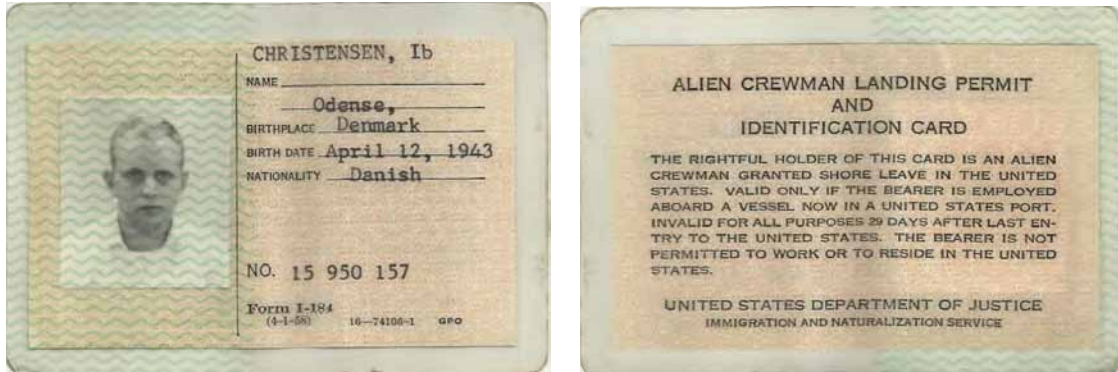 CHRISTENSEN, Ib
NAME
Odense,
BIRTHPLACE Denmark
BIRTH DATE April 12, 1943
NATIONALITY Danish
NO. 15 950 157
Form I-184
(4-1-58) 16—74106-1 GPO
ALIEN CREWMAN LANDING PERMIT
AND
IDENTIFICATION CARD
THE RIGHTFUL HOLDER OF THIS CARD IS AN ALIEN
CREWMAN GRANTED SHORE LEAVE IN THE UNITED
STATES. VALID ONLY IF THE BEARER IS EMPLOYED
ABOARD A VESSEL NOW IN A UNITED STATES PORT.
INVALID FOR ALL PURPOSES 29 DAYS AFTER LAST EN-
TRY TO THE UNITED STATES. THE BEARER IS NOT
PERMITTED TO WORK OR TO RESIDE IN THE UNITED
STATES.
UNITED STATES DEPARTMENT OF JUSTICE
IMMIGRATION AND NATURALIZATION SERVICE